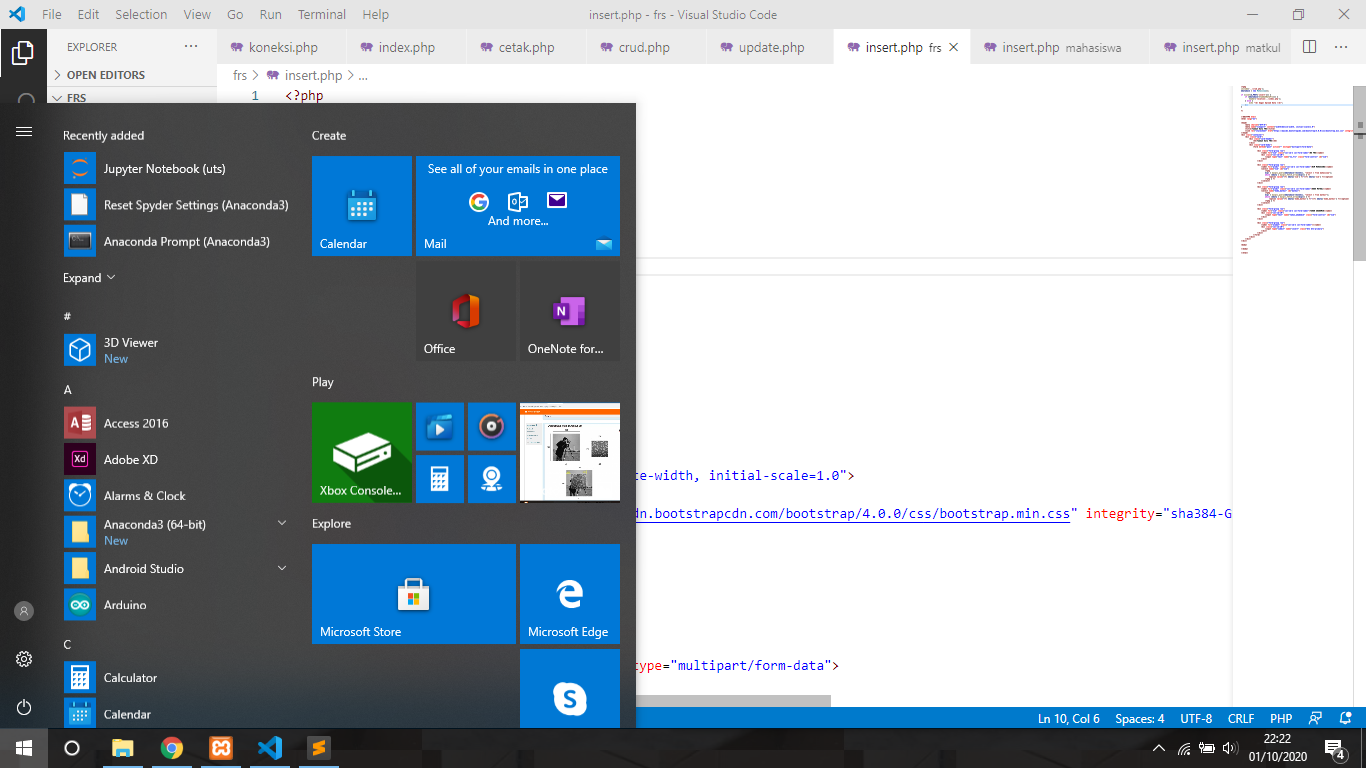 File Edit Selection View Go Run Terminal Help
insert.php - frs - Visual Studio Code
EXPLORER
koneksi.php
index.php
cetak.php
crud.php
update.php
insert.php frs
insert.php mahasiswa
insert.php matkul
OPEN EDITORS
FRS
frs > insert.php > ...
1 <?php
Recently added
Jupyter Notebook (uts)
Reset Spyder Settings (Anaconda3)
Anaconda Prompt (Anaconda3)
Expand
#
3D Viewer
New
A
Access 2016
Adobe XD
Alarms & Clock
Anaconda3 (64-bit)
New
Android Studio
Arduino
C
Calculator
Calendar
Create
Calendar
See all of your emails in one place
And more...
Mail
Office
OneNote for...
Play
Xbox Console...
Explore
Microsoft Store
Microsoft Edge
ce-width, initial-scale=1.0">
dn.bootstrapcdn.com/bootstrap/4.0.0/css/bootstrap.min.css" integrity="sha384-G
type="multipart/form-data">
Ln 10, Col 6 Spaces: 4 UTF-8 CRLF PHP
22:22
01/10/2020
4